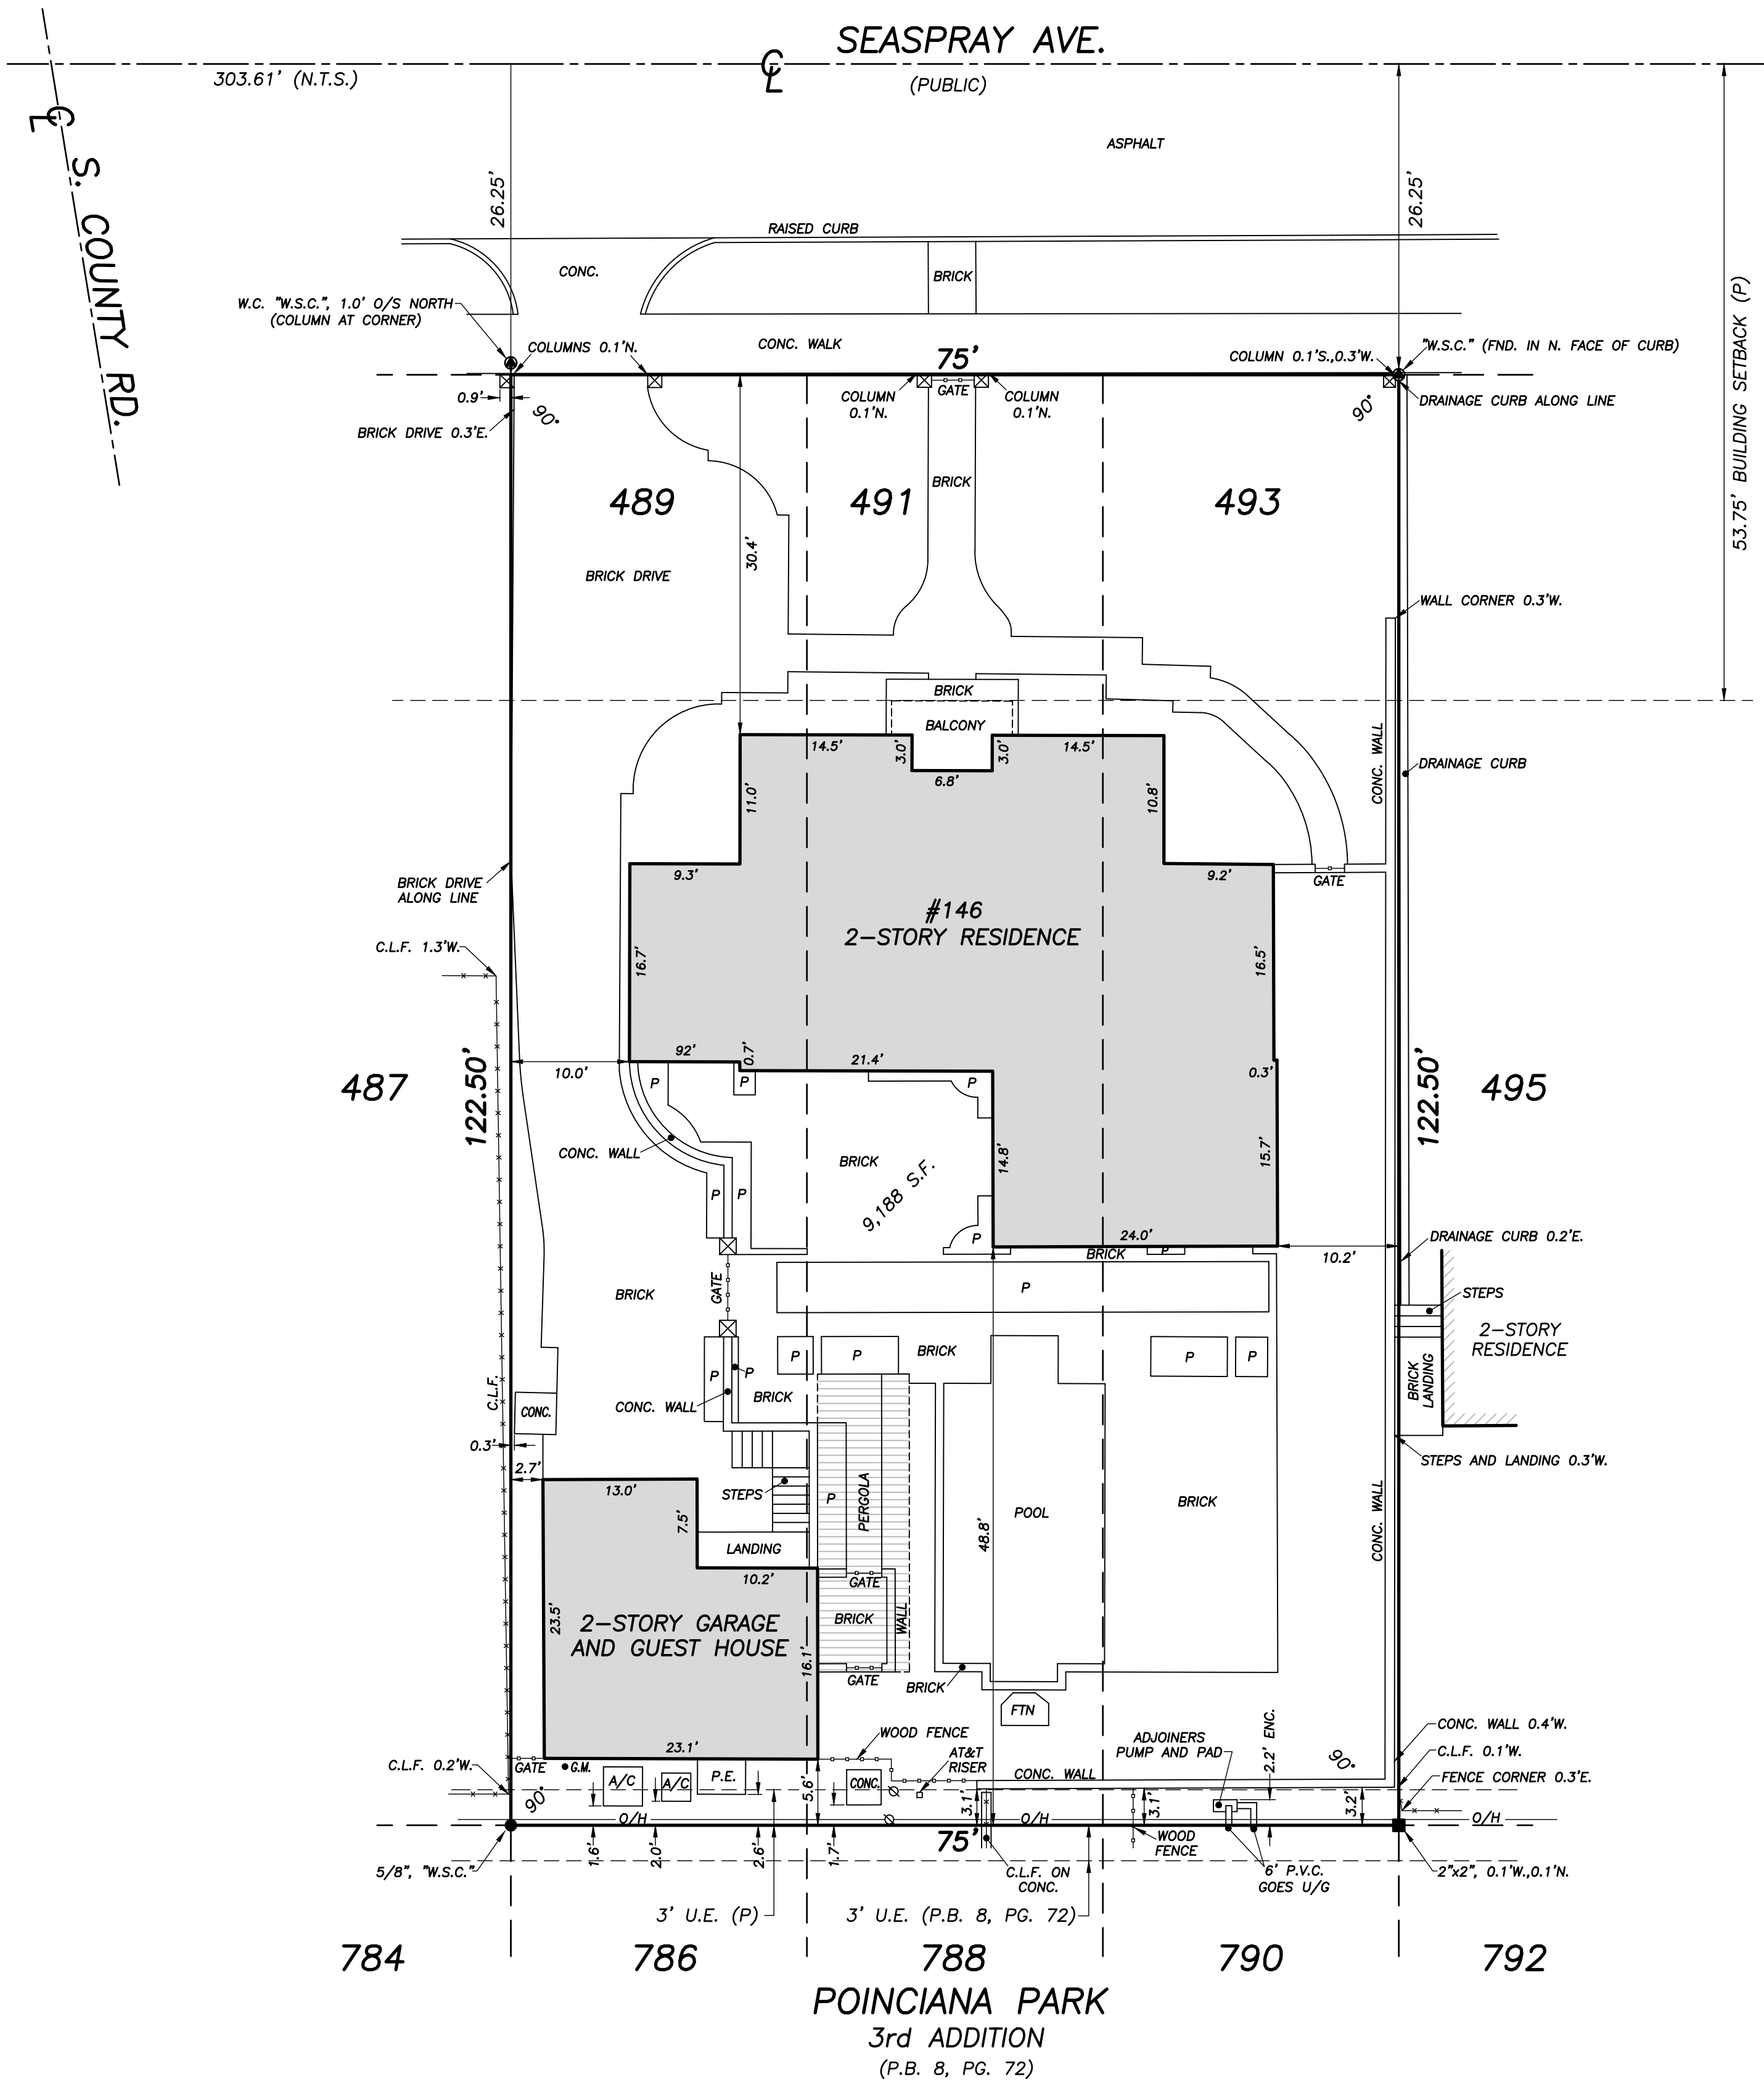 SEASPRAY AVE.
℄
303.61' (N.T.S.)
(PUBLIC)
℄
S. COUNTY RD.
ASPHALT
26.25'
26.25'
RAISED CURB
CONC.
BRICK
53.75' BUILDING SETBACK (P)
W.C. "W.S.C.", 1.0' O/S NORTH
(COLUMN AT CORNER)
COLUMNS 0.1'N.
CONC. WALK
75'
COLUMN 0.1'S.,0.3'W.
"W.S.C." (FND. IN N. FACE OF CURB)
0.9'
90°
COLUMN
0.1'N.
GATE
COLUMN
0.1'N.
90°
DRAINAGE CURB ALONG LINE
BRICK DRIVE 0.3'E.
489
491
493
BRICK
30.4'
BRICK DRIVE
WALL CORNER 0.3'W.
BRICK
BALCONY
CONC. WALL
DRAINAGE CURB
14.5'
3.0'
3.0'
14.5'
6.8'
11.0'
10.8'
9.3'
9.2'
GATE
BRICK DRIVE
ALONG LINE
#146
2-STORY RESIDENCE
C.L.F. 1.3'W.
16.7'
16.5'
92'
0.7'
21.4'
0.3'
10.0'
P
P
P
487
122.50'
122.50'
495
CONC. WALL
BRICK
14.8'
15.7'
9,188 S.F.
P
P
P
24.0'
BRICK
P
10.2'
DRAINAGE CURB 0.2'E.
BRICK
GATE
P
STEPS
2-STORY
RESIDENCE
P
P
BRICK
P
P
P
P
BRICK
LANDING
C.L.F.
CONC. WALL
BRICK
CONC.
0.3'
STEPS AND LANDING 0.3'W.
2.7'
13.0'
STEPS
P
PERGOLA
7.5'
POOL
BRICK
CONC. WALL
48.8'
LANDING
10.2'
GATE
23.5'
2-STORY GARAGE
AND GUEST HOUSE
BRICK
WALL
16.1'
GATE
BRICK
FTN
23.1'
WOOD FENCE
ADJOINERS
PUMP AND PAD
2.2' ENC.
CONC. WALL 0.4'W.
AT&T
RISER
90°
C.L.F. 0.1'W.
C.L.F. 0.2'W.
GATE
G.M.
CONC. WALL
FENCE CORNER 0.3'E.
A/C
A/C
P.E.
5.6'
CONC.
3.1'
3.1'
3.2'
90°
O/H
O/H
O/H
75'
1.6'
2.0'
2.6'
1.7'
WOOD
FENCE
5/8", "W.S.C."
C.L.F. ON
CONC.
6' P.V.C.
GOES U/G
2"x2", 0.1'W.,0.1'N.
3' U.E. (P)
3' U.E. (P.B. 8, PG. 72)
784
786
788
790
792
POINCIANA PARK
3rd ADDITION
(P.B. 8, PG. 72)